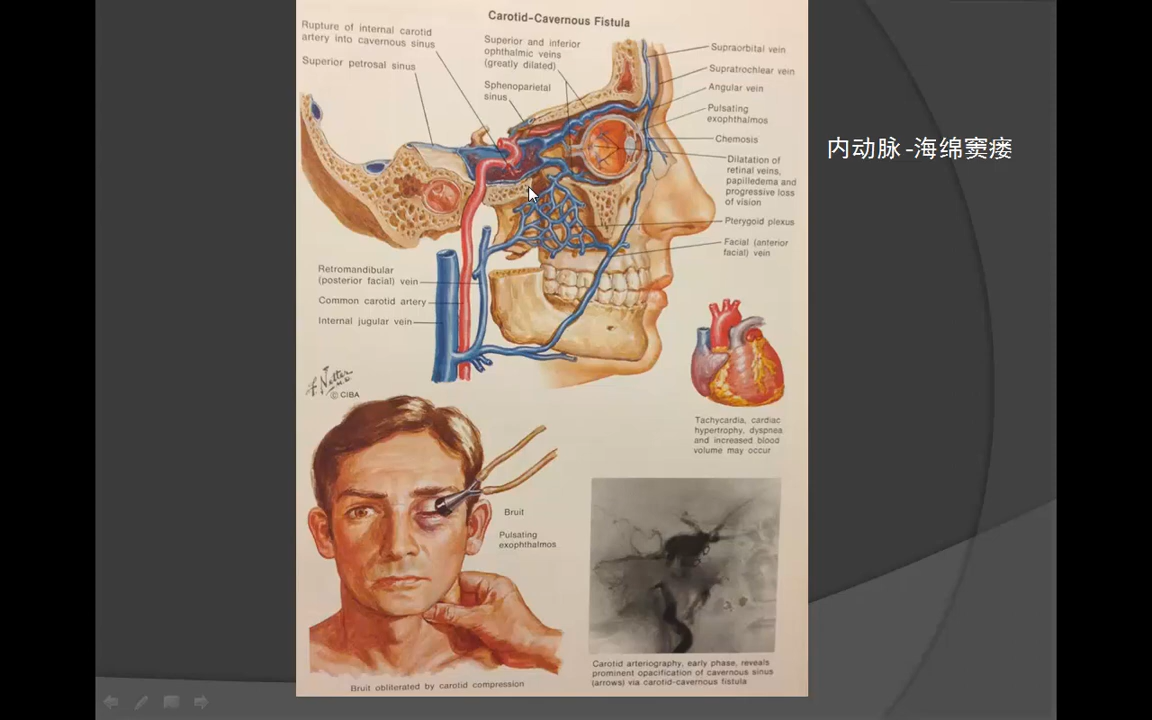 Carotid-Cavernous Fistula
Rupture of internal carotid
artery into cavernous sinus
Superior petrosal sinus
Superior and inferior
ophthalmic veins
(greatly dilated)
Sphenoparietal
sinus
Supraorbital vein
Supratrochlear vein
Angular vein
Pulsating
exophthalmos
Chemosis
Dilatation of
retinal veins,
papilledema and
progressive loss
of vision
Pterygoid plexus
Facial (anterior
facial) vein
内动脉-海绵窦瘘
Retromandibular
(posterior facial) vein
Common carotid artery
Internal jugular vein
F. Netter
M.D.
© CIBA
Tachycardia, cardiac
hypertrophy, dyspnea
and increased blood
volume may occur
Bruit
Pulsating
exophthalmos
Bruit obliterated by carotid compression
Carotid arteriography, early phase, reveals
prominent opacification of cavernous sinus
(arrows) via carotid-cavernous fistula